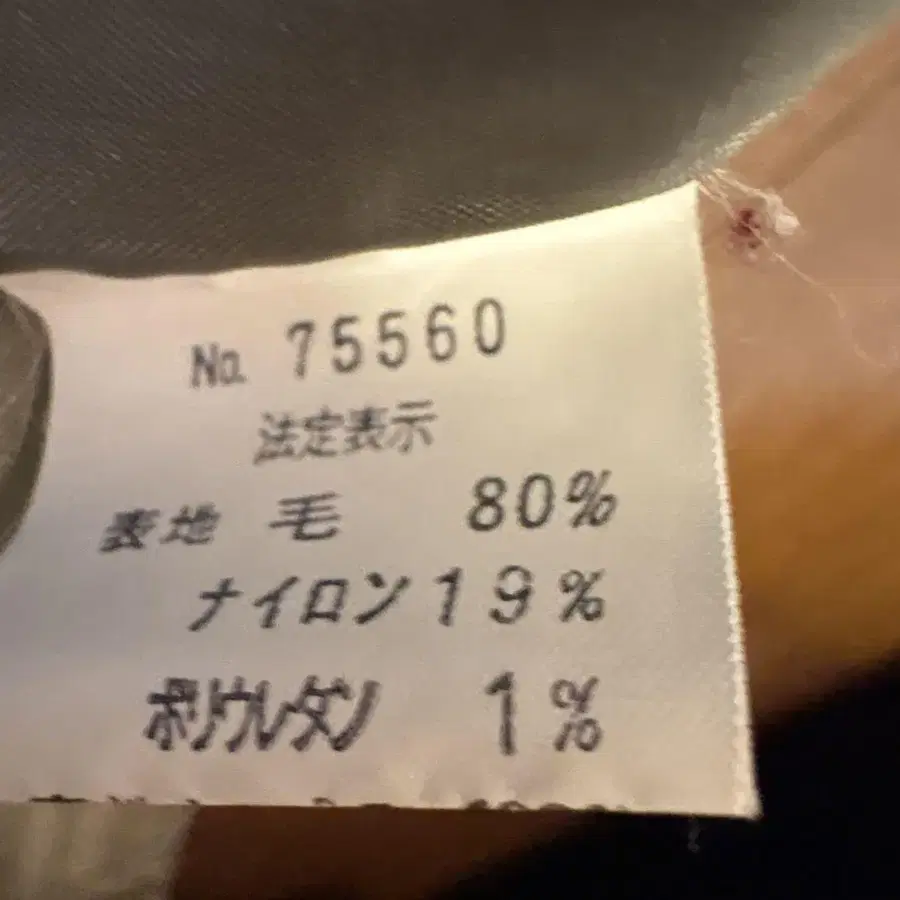 No. 75560
法定表示
表地 毛 80%
ナイロン 19%
ポリウレタン 1%